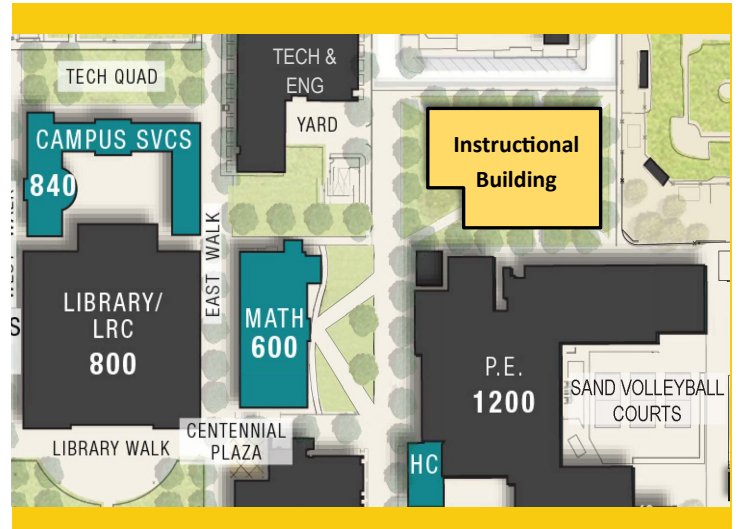 TECH QUAD
TECH &
ENG
YARD
CAMPUS SVCS
840
Instructional
Building
EAST WALK
LIBRARY/
LRC
800
S
MATH
600
P.E.
1200
SAND VOLLEYBALL
COURTS
LIBRARY WALK
CENTENNIAL
PLAZA
HC